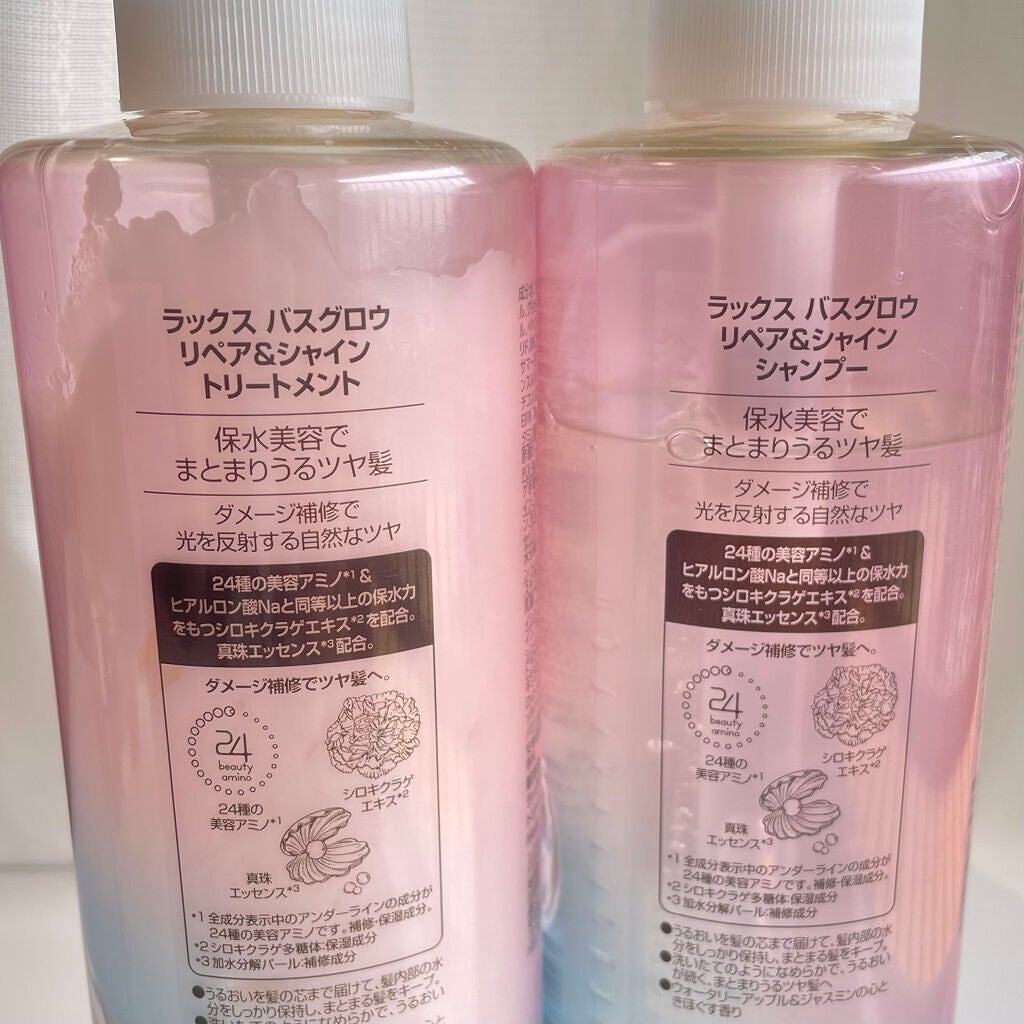 ラックス バスグロウ
リペア&シャイン
トリートメント
保水美容で
まとまりうるツヤ髪
ダメージ補修で
光を反射する自然なツヤ
24種の美容アミノ*1&
ヒアルロン酸Naと同等以上の保水力
をもつシロキクラゲエキス*2を配合。
真珠エッセンス*3配合。
ダメージ補修でツヤ髪へ。
24
beauty
amino
24種の
美容アミノ*1
シロキクラゲ
エキス*2
真珠
エッセンス*3
*1 全成分表示中のアンダーラインの成分が
24種の美容アミノです。補修・保湿成分。
*2 シロキクラゲ多糖体:保湿成分
*3 加水分解パール:補修成分
●うるおいを髪の芯まで届けて、髪内部の水
分をしっかり保持し、まとまる髪をキープ。
●洗いたてのようになめらかで、うるおい
ラックス バスグロウ
リペア&シャイン
シャンプー
保水美容で
まとまりうるツヤ髪
ダメージ補修で
光を反射する自然なツヤ
24種の美容アミノ*1&
ヒアルロン酸Naと同等以上の保水力
をもつシロキクラゲエキス*2を配合。
真珠エッセンス*3配合。
ダメージ補修でツヤ髪へ。
24
beauty
amino
24種の
美容アミノ*1
シロキクラゲ
エキス*2
真珠
エッセンス*3
*1 全成分表示中のアンダーラインの成分が
24種の美容アミノです。補修・保湿成分。
*2 シロキクラゲ多糖体:保湿成分
*3 加水分解パール:補修成分
●うるおいを髪の芯まで届けて、髪内部の水
分をしっかり保持し、まとまる髪をキープ。
●洗いたてのようになめらかで、うるおい
が続く、まとまりうるツヤ髪へ
●ウォータリーアップル&ジャスミンの心と
きほぐす香り